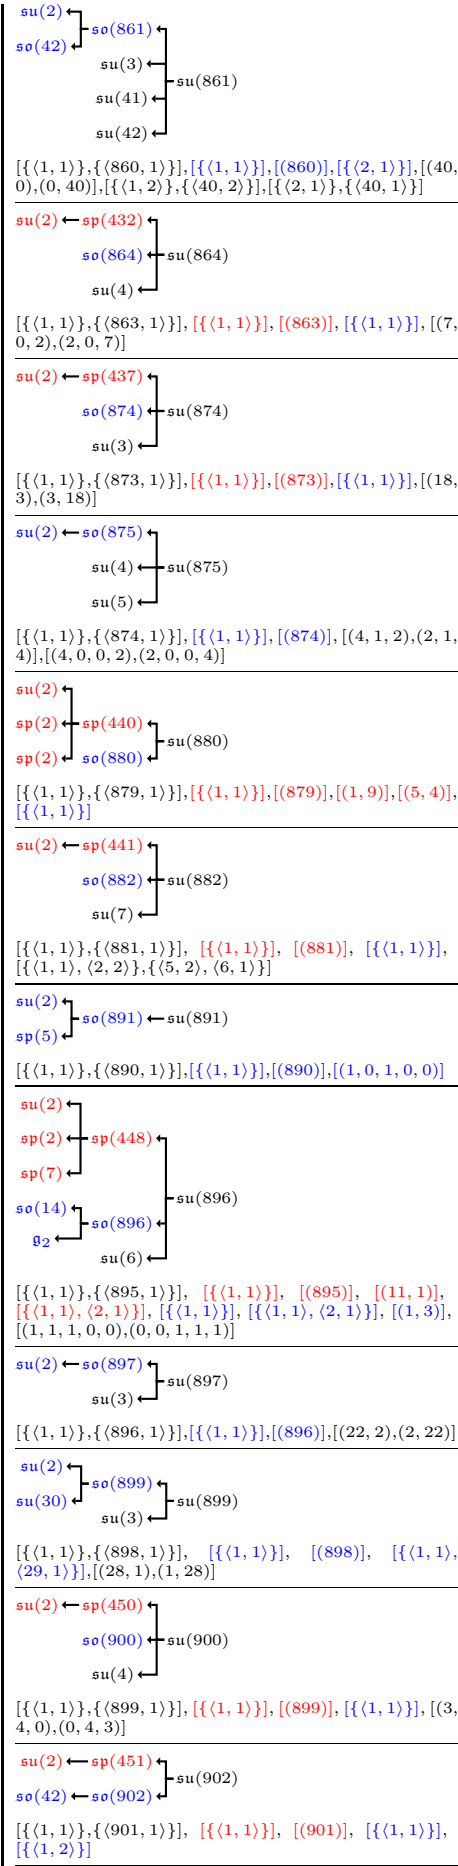 𝔰𝔲(2)
𝔰𝔬(861)
𝔰𝔬(42)
𝔰𝔲(3)
𝔰𝔲(861)
𝔰𝔲(41)
𝔰𝔲(42)
[{⟨1, 1⟩},{⟨860, 1⟩}],[{⟨1, 1⟩}],[(860)],[{⟨2, 1⟩}],[(40,
0),(0, 40)],[{⟨1, 2⟩},{⟨40, 2⟩}],[{⟨2, 1⟩},{⟨40, 1⟩}]
𝔰𝔲(2) 𝔰𝔭(432)
𝔰𝔬(864) 𝔰𝔲(864)
𝔰𝔲(4)
[{⟨1, 1⟩},{⟨863, 1⟩}], [{⟨1, 1⟩}], [(863)], [{⟨1, 1⟩}], [(7,
0, 2),(2, 0, 7)]
𝔰𝔲(2) 𝔰𝔭(437)
𝔰𝔬(874) 𝔰𝔲(874)
𝔰𝔲(3)
[{⟨1, 1⟩},{⟨873, 1⟩}],[{⟨1, 1⟩}],[(873)],[{⟨1, 1⟩}],[(18,
3),(3, 18)]
𝔰𝔲(2) 𝔰𝔬(875)
𝔰𝔲(4) 𝔰𝔲(875)
𝔰𝔲(5)
[{⟨1, 1⟩},{⟨874, 1⟩}], [{⟨1, 1⟩}], [(874)], [(4, 1, 2),(2, 1,
4)],[(4, 0, 0, 2),(2, 0, 0, 4)]
𝔰𝔲(2)
𝔰𝔭(2) 𝔰𝔭(440)
𝔰𝔲(880)
𝔰𝔭(2) 𝔰𝔬(880)
[{⟨1, 1⟩},{⟨879, 1⟩}],[{⟨1, 1⟩}],[(879)],[(1, 9)],[(5, 4)],
[{⟨1, 1⟩}]
𝔰𝔲(2) 𝔰𝔭(441)
𝔰𝔬(882) 𝔰𝔲(882)
𝔰𝔲(7)
[{⟨1, 1⟩},{⟨881, 1⟩}], [{⟨1, 1⟩}], [(881)], [{⟨1, 1⟩}],
[{⟨1, 1⟩, ⟨2, 2⟩},{⟨5, 2⟩, ⟨6, 1⟩}]
𝔰𝔲(2)
𝔰𝔬(891) 𝔰𝔲(891)
𝔰𝔭(5)
[{⟨1, 1⟩},{⟨890, 1⟩}],[{⟨1, 1⟩}],[(890)],[(1, 0, 1, 0, 0)]
𝔰𝔲(2)
𝔰𝔭(2) 𝔰𝔭(448)
𝔰𝔭(7)
𝔰𝔲(896)
𝔰𝔬(14)
𝔰𝔬(896)
𝔤₂
𝔰𝔲(6)
[{⟨1, 1⟩},{⟨895, 1⟩}], [{⟨1, 1⟩}], [(895)], [(11, 1)],
[{⟨1, 1⟩, ⟨2, 1⟩}], [{⟨1, 1⟩}], [{⟨1, 1⟩, ⟨2, 1⟩}], [(1, 3)],
[(1, 1, 1, 0, 0),(0, 0, 1, 1, 1)]
𝔰𝔲(2) 𝔰𝔬(897)
𝔰𝔲(897)
𝔰𝔲(3)
[{⟨1, 1⟩},{⟨896, 1⟩}],[{⟨1, 1⟩}],[(896)],[(22, 2),(2, 22)]
𝔰𝔲(2)
𝔰𝔬(899)
𝔰𝔲(30) 𝔰𝔲(899)
𝔰𝔲(3)
[{⟨1, 1⟩},{⟨898, 1⟩}], [{⟨1, 1⟩}], [(898)], [{⟨1, 1⟩,
⟨29, 1⟩}],[(28, 1),(1, 28)]
𝔰𝔲(2) 𝔰𝔭(450)
𝔰𝔬(900) 𝔰𝔲(900)
𝔰𝔲(4)
[{⟨1, 1⟩},{⟨899, 1⟩}], [{⟨1, 1⟩}], [(899)], [{⟨1, 1⟩}], [(3,
4, 0),(0, 4, 3)]
𝔰𝔲(2) 𝔰𝔭(451)
𝔰𝔲(902)
𝔰𝔬(42) 𝔰𝔬(902)
[{⟨1, 1⟩},{⟨901, 1⟩}], [{⟨1, 1⟩}], [(901)], [{⟨1, 1⟩}],
[{⟨1, 2⟩}]